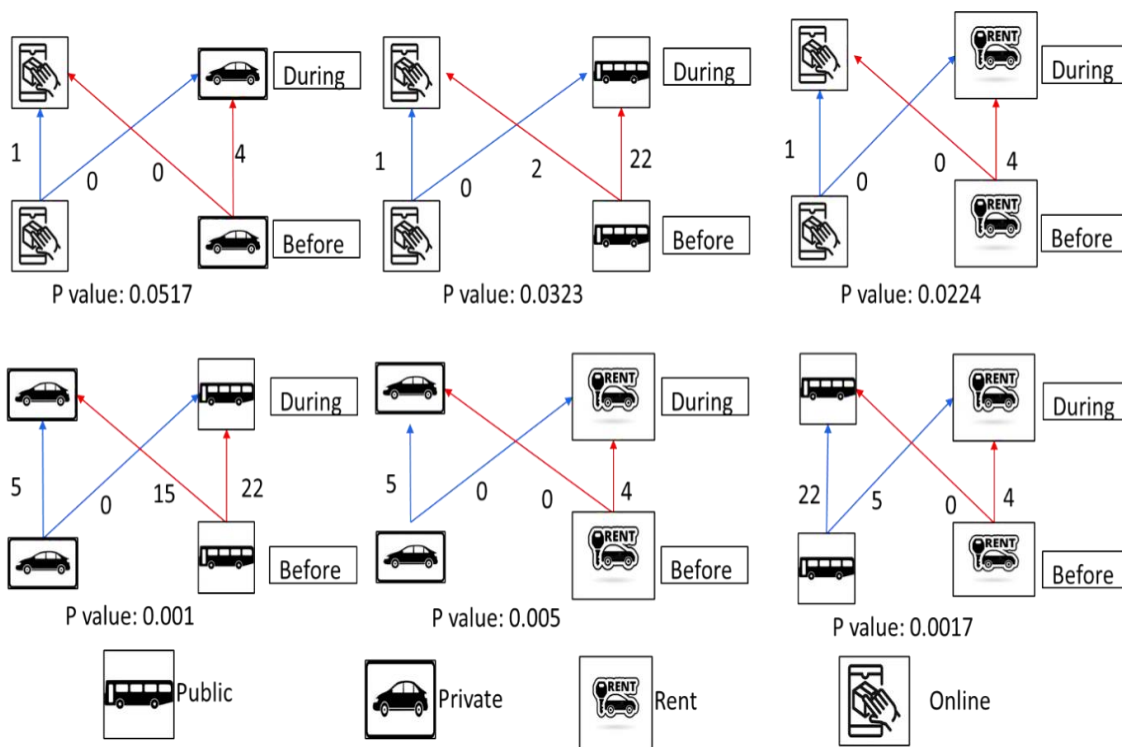 RENT
During
During
During
1
0
0
4
1
0
2
22
1
0
0
4
RENT
Before
Before
Before
P value: 0.0517
P value: 0.0323
P value: 0.0224
RENT
RENT
During
During
During
5
0
15
22
5
0
0
4
22
5
0
4
RENT
RENT
Before
Before
Before
P value: 0.001
P value: 0.005
P value: 0.0017
RENT
Public
Private
Rent
Online